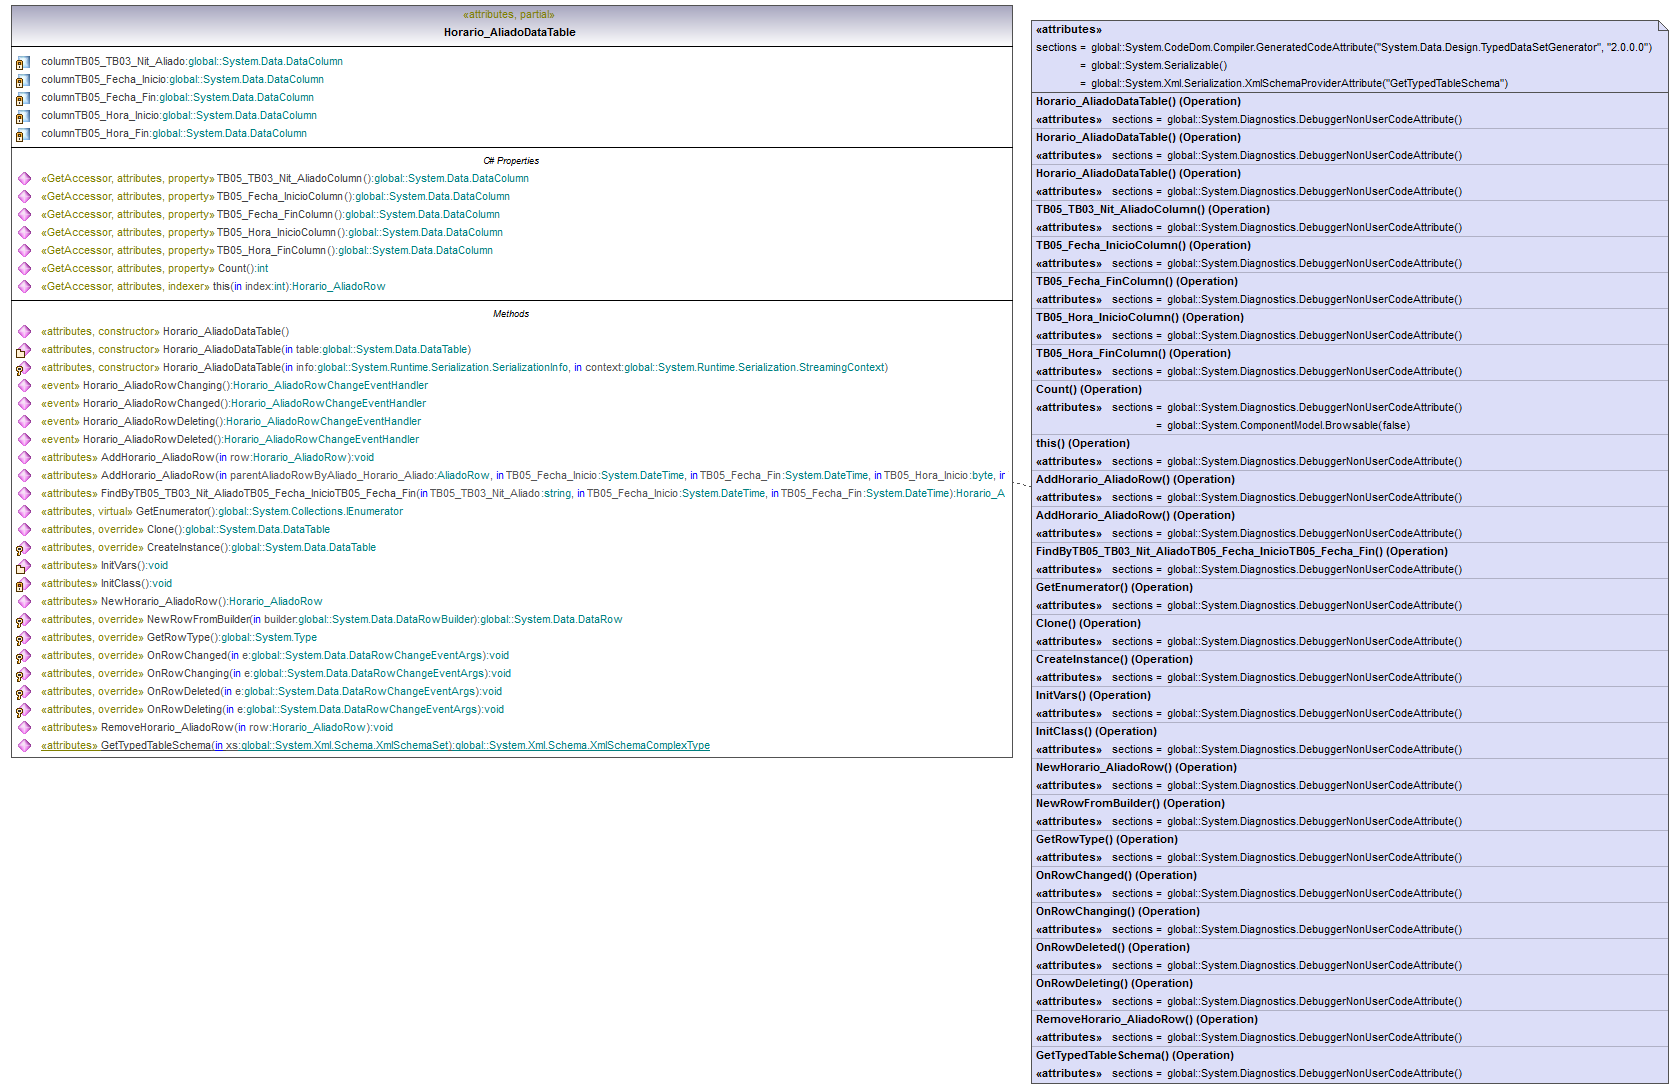 «attributes, partial»
Horario_AliadoDataTable
columnTB05_TB03_Nit_Aliado:global::System.Data.DataColumn
columnTB05_Fecha_Inicio:global::System.Data.DataColumn
columnTB05_Fecha_Fin:global::System.Data.DataColumn
columnTB05_Hora_Inicio:global::System.Data.DataColumn
columnTB05_Hora_Fin:global::System.Data.DataColumn
C# Properties
«GetAccessor, attributes, property» TB05_TB03_Nit_AliadoColumn():global::System.Data.DataColumn
«GetAccessor, attributes, property» TB05_Fecha_InicioColumn():global::System.Data.DataColumn
«GetAccessor, attributes, property» TB05_Fecha_FinColumn():global::System.Data.DataColumn
«GetAccessor, attributes, property» TB05_Hora_InicioColumn():global::System.Data.DataColumn
«GetAccessor, attributes, property» TB05_Hora_FinColumn():global::System.Data.DataColumn
«GetAccessor, attributes, property» Count():int
«GetAccessor, attributes, indexer» this(in index:int):Horario_AliadoRow
Methods
«attributes, constructor» Horario_AliadoDataTable()
«attributes, constructor» Horario_AliadoDataTable(in table:global::System.Data.DataTable)
«attributes, constructor» Horario_AliadoDataTable(in info:global::System.Runtime.Serialization.SerializationInfo, in context:global::System.Runtime.Serialization.StreamingContext)
«event» Horario_AliadoRowChanging():Horario_AliadoRowChangeEventHandler
«event» Horario_AliadoRowChanged():Horario_AliadoRowChangeEventHandler
«event» Horario_AliadoRowDeleting():Horario_AliadoRowChangeEventHandler
«event» Horario_AliadoRowDeleted():Horario_AliadoRowChangeEventHandler
«attributes» AddHorario_AliadoRow(in row:Horario_AliadoRow):void
«attributes» AddHorario_AliadoRow(in parentAliadoRowByAliado_Horario_Aliado:AliadoRow, in TB05_Fecha_Inicio:System.DateTime, in TB05_Fecha_Fin:System.DateTime, in TB05_Hora_Inicio:byte, in
«attributes» FindByTB05_TB03_Nit_AliadoTB05_Fecha_InicioTB05_Fecha_Fin(in TB05_TB03_Nit_Aliado:string, in TB05_Fecha_Inicio:System.DateTime, in TB05_Fecha_Fin:System.DateTime):Horario_A
«attributes, virtual» GetEnumerator():global::System.Collections.IEnumerator
«attributes, override» Clone():global::System.Data.DataTable
«attributes, override» CreateInstance():global::System.Data.DataTable
«attributes» InitVars():void
«attributes» InitClass():void
«attributes» NewHorario_AliadoRow():Horario_AliadoRow
«attributes, override» NewRowFromBuilder(in builder:global::System.Data.DataRowBuilder):global::System.Data.DataRow
«attributes, override» GetRowType():global::System.Type
«attributes, override» OnRowChanged(in e:global::System.Data.DataRowChangeEventArgs):void
«attributes, override» OnRowChanging(in e:global::System.Data.DataRowChangeEventArgs):void
«attributes, override» OnRowDeleted(in e:global::System.Data.DataRowChangeEventArgs):void
«attributes, override» OnRowDeleting(in e:global::System.Data.DataRowChangeEventArgs):void
«attributes» RemoveHorario_AliadoRow(in row:Horario_AliadoRow):void
«attributes» GetTypedTableSchema(in xs:global::System.Xml.Schema.XmlSchemaSet):global::System.Xml.Schema.XmlSchemaComplexType
«attributes»
sections = global::System.CodeDom.Compiler.GeneratedCodeAttribute("System.Data.Design.TypedDataSetGenerator", "2.0.0.0")
= global::System.Serializable()
= global::System.Xml.Serialization.XmlSchemaProviderAttribute("GetTypedTableSchema")
Horario_AliadoDataTable() (Operation)
«attributes» sections = global::System.Diagnostics.DebuggerNonUserCodeAttribute()
Horario_AliadoDataTable() (Operation)
«attributes» sections = global::System.Diagnostics.DebuggerNonUserCodeAttribute()
Horario_AliadoDataTable() (Operation)
«attributes» sections = global::System.Diagnostics.DebuggerNonUserCodeAttribute()
TB05_TB03_Nit_AliadoColumn() (Operation)
«attributes» sections = global::System.Diagnostics.DebuggerNonUserCodeAttribute()
TB05_Fecha_InicioColumn() (Operation)
«attributes» sections = global::System.Diagnostics.DebuggerNonUserCodeAttribute()
TB05_Fecha_FinColumn() (Operation)
«attributes» sections = global::System.Diagnostics.DebuggerNonUserCodeAttribute()
TB05_Hora_InicioColumn() (Operation)
«attributes» sections = global::System.Diagnostics.DebuggerNonUserCodeAttribute()
TB05_Hora_FinColumn() (Operation)
«attributes» sections = global::System.Diagnostics.DebuggerNonUserCodeAttribute()
Count() (Operation)
«attributes» sections = global::System.Diagnostics.DebuggerNonUserCodeAttribute()
= global::System.ComponentModel.Browsable(false)
this() (Operation)
«attributes» sections = global::System.Diagnostics.DebuggerNonUserCodeAttribute()
AddHorario_AliadoRow() (Operation)
«attributes» sections = global::System.Diagnostics.DebuggerNonUserCodeAttribute()
AddHorario_AliadoRow() (Operation)
«attributes» sections = global::System.Diagnostics.DebuggerNonUserCodeAttribute()
FindByTB05_TB03_Nit_AliadoTB05_Fecha_InicioTB05_Fecha_Fin() (Operation)
«attributes» sections = global::System.Diagnostics.DebuggerNonUserCodeAttribute()
GetEnumerator() (Operation)
«attributes» sections = global::System.Diagnostics.DebuggerNonUserCodeAttribute()
Clone() (Operation)
«attributes» sections = global::System.Diagnostics.DebuggerNonUserCodeAttribute()
CreateInstance() (Operation)
«attributes» sections = global::System.Diagnostics.DebuggerNonUserCodeAttribute()
InitVars() (Operation)
«attributes» sections = global::System.Diagnostics.DebuggerNonUserCodeAttribute()
InitClass() (Operation)
«attributes» sections = global::System.Diagnostics.DebuggerNonUserCodeAttribute()
NewHorario_AliadoRow() (Operation)
«attributes» sections = global::System.Diagnostics.DebuggerNonUserCodeAttribute()
NewRowFromBuilder() (Operation)
«attributes» sections = global::System.Diagnostics.DebuggerNonUserCodeAttribute()
GetRowType() (Operation)
«attributes» sections = global::System.Diagnostics.DebuggerNonUserCodeAttribute()
OnRowChanged() (Operation)
«attributes» sections = global::System.Diagnostics.DebuggerNonUserCodeAttribute()
OnRowChanging() (Operation)
«attributes» sections = global::System.Diagnostics.DebuggerNonUserCodeAttribute()
OnRowDeleted() (Operation)
«attributes» sections = global::System.Diagnostics.DebuggerNonUserCodeAttribute()
OnRowDeleting() (Operation)
«attributes» sections = global::System.Diagnostics.DebuggerNonUserCodeAttribute()
RemoveHorario_AliadoRow() (Operation)
«attributes» sections = global::System.Diagnostics.DebuggerNonUserCodeAttribute()
GetTypedTableSchema() (Operation)
«attributes» sections = global::System.Diagnostics.DebuggerNonUserCodeAttribute()